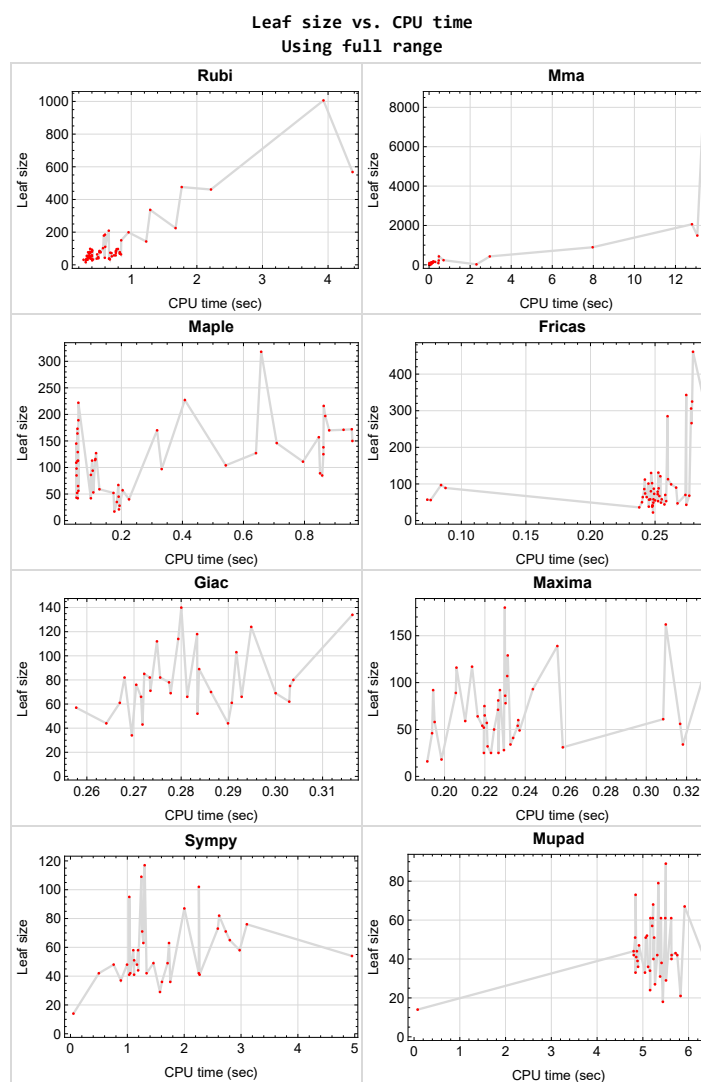 Leaf size vs. CPU time
Using full range
Rubi
Leaf size
1000
800
600
400
200
0
0 1 2 3 4
CPU time (sec)
Mma
Leaf size
8000
6000
4000
2000
0
0 2 4 6 8 10 12
CPU time (sec)
Maple
Leaf size
300
250
200
150
100
50
0
0.2 0.4 0.6 0.8
CPU time (sec)
Fricas
Leaf size
400
300
200
100
0
0.10 0.15 0.20 0.25
CPU time (sec)
Giac
Leaf size
140
120
100
80
60
40
20
0
0.26 0.27 0.28 0.29 0.30 0.31
CPU time (sec)
Maxima
Leaf size
150
100
50
0
0.20 0.22 0.24 0.26 0.28 0.30 0.32
CPU time (sec)
Sympy
Leaf size
120
100
80
60
40
20
0
0 1 2 3 4 5
CPU time (sec)
Mupad
Leaf size
80
60
40
20
0
0 1 2 3 4 5 6
CPU time (sec)